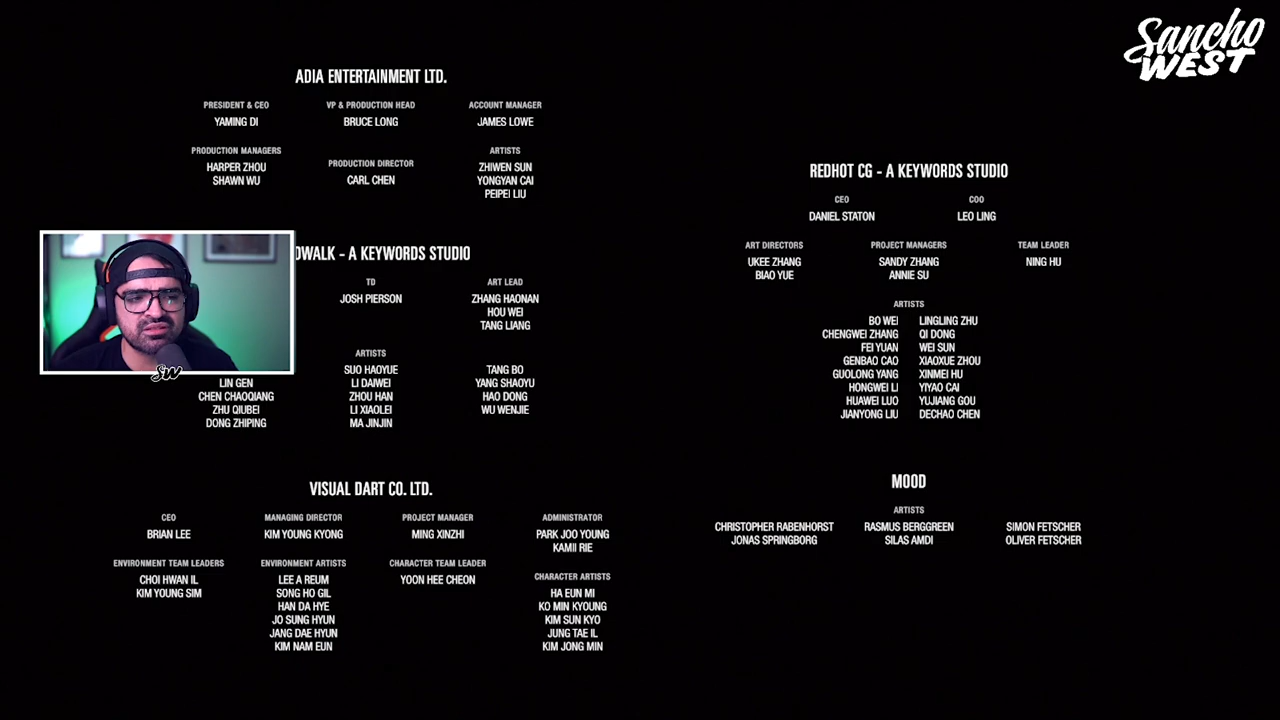 Sancho
WEST
ADIA ENTERTAINMENT LTD.
PRESIDENT & CEO
YAMING DI
VP & PRODUCTION HEAD
BRUCE LONG
ACCOUNT MANAGER
JAMES LOWE
PRODUCTION MANAGERS
HARPER ZHOU
SHAWN WU
PRODUCTION DIRECTOR
CARL CHEN
ARTISTS
ZHIWEN SUN
YONGYAN CAI
PEIPEI LIU
DWALK - A KEYWORDS STUDIO
TD
JOSH PIERSON
ART LEAD
ZHANG HAONAN
HOU WEI
TANG LIANG
ARTISTS
LIN GEN
CHEN CHAOQIANG
ZHU QIUBEI
DONG ZHIPING
SUO HAOYUE
LI DAIWEI
ZHOU HAN
LI XIAOLEI
MA JINJIN
TANG BO
YANG SHAOYU
HAO DONG
WU WENJIE
SW
VISUAL DART CO. LTD.
CEO
BRIAN LEE
MANAGING DIRECTOR
KIM YOUNG KYONG
PROJECT MANAGER
MING XINZHI
ADMINISTRATOR
PARK JOO YOUNG
KAMII RIE
ENVIRONMENT TEAM LEADERS
CHOI HWAN IL
KIM YOUNG SIM
ENVIRONMENT ARTISTS
LEE A REUM
SONG HO GIL
HAN DA HYE
JO SUNG HYUN
JANG DAE HYUN
KIM NAM EUN
CHARACTER TEAM LEADER
YOON HEE CHEON
CHARACTER ARTISTS
HA EUN MI
KO MIN KYOUNG
KIM SUN KYO
JUNG TAE IL
KIM JONG MIN
REDHOT CG - A KEYWORDS STUDIO
CEO
DANIEL STATON
COO
LEO LING
ART DIRECTORS
UKEE ZHANG
BIAO YUE
PROJECT MANAGERS
SANDY ZHANG
ANNIE SU
TEAM LEADER
NING HU
ARTISTS
BO WEI LINGLING ZHU
CHENGWEI ZHANG QI DONG
FEI YUAN WEI SUN
GENBAO CAO XIAOXUE ZHOU
GUOLONG YANG XINMEI HU
HONGWEI LI YIYAO CAI
HUAWEI LUO YUJIANG GOU
JIANYONG LIU DECHAO CHEN
MOOD
ARTISTS
CHRISTOPHER RABENHORST RASMUS BERGGREEN SIMON FETSCHER
JONAS SPRINGBORG SILAS AMDI OLIVER FETSCHER